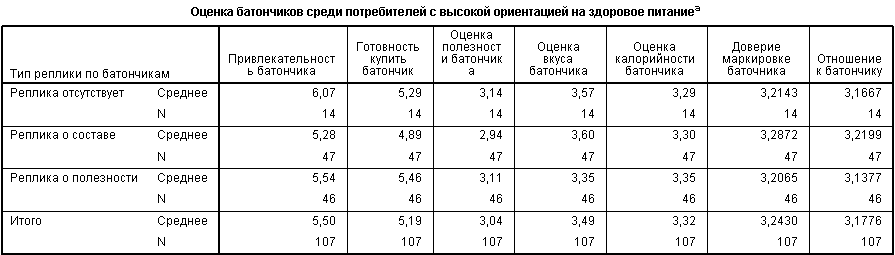 Оценка батончиков среди потребителей с высокой ориентацией на здоровое питаниеª
Тип реплики по батончикам Привлекательност ь батончика Готовность купить батончик Оценка полезност и батончик а Оценка вкуса батончика Оценка калорийности батончика Доверие маркировке баточника Отношение к батончику
Реплика отсутствует Среднее 6,07 5,29 3,14 3,57 3,29 3,2143 3,1667
N 14 14 14 14 14 14 14
Реплика о составе Среднее 5,28 4,89 2,94 3,60 3,30 3,2872 3,2199
N 47 47 47 47 47 47 47
Реплика о полезности Среднее 5,54 5,46 3,11 3,35 3,35 3,2065 3,1377
N 46 46 46 46 46 46 46
Итого Среднее 5,50 5,19 3,04 3,49 3,32 3,2430 3,1776
N 107 107 107 107 107 107 107